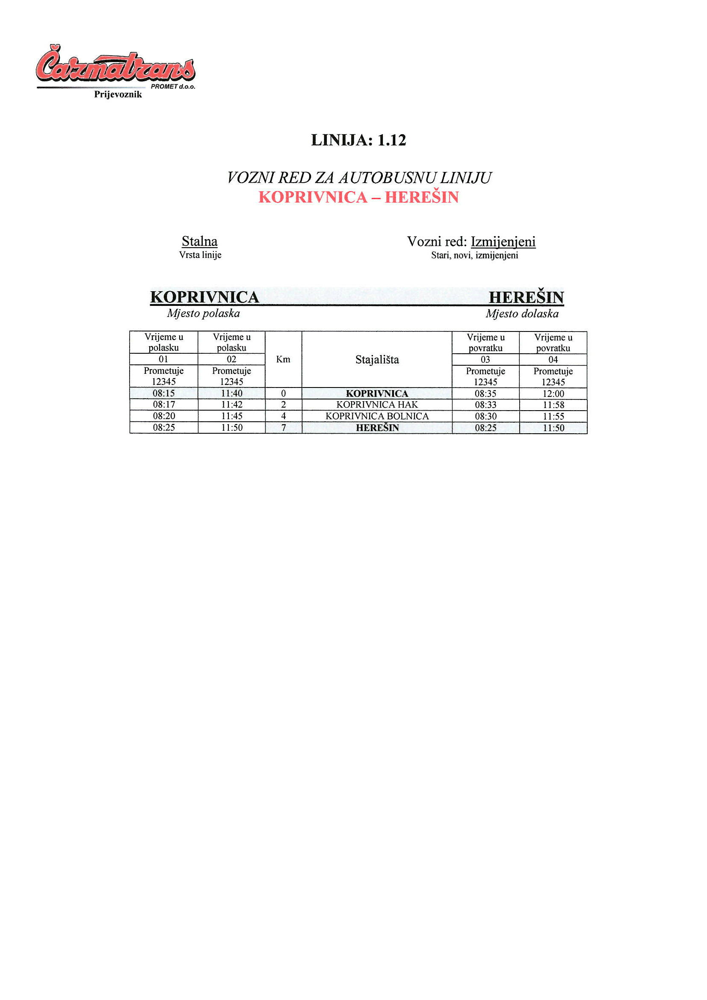 Čazmatrans
PROMET d.o.o.
Prijevoznik
LINIJA: 1.12
VOZNI RED ZA AUTOBUSNU LINIJU
KOPRIVNICA – HEREŠIN
Stalna Vozni red: Izmijenjeni
Vrsta linije Stari, novi, izmijenjeni
KOPRIVNICA HEREŠIN
Mjesto polaska Mjesto dolaska
Vrijeme u Vrijeme u Vrijeme u Vrijeme u
polasku polasku povratku povratku
01 02 Km Stajališta 03 04
Prometuje Prometuje Prometuje Prometuje
12345 12345 12345 12345
08:15 11:40 0 KOPRIVNICA 08:35 12:00
08:17 11:42 2 KOPRIVNICA HAK 08:33 11:58
08:20 11:45 4 KOPRIVNICA BOLNICA 08:30 11:55
08:25 11:50 7 HEREŠIN 08:25 11:50